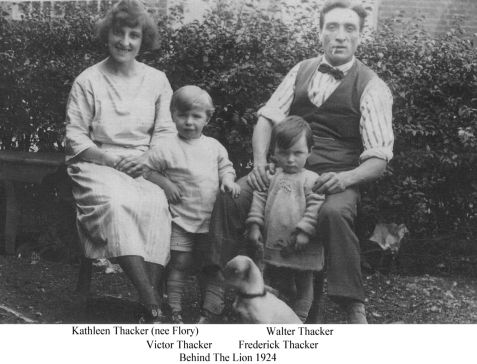 Kathleen Thacker (nee Flory) Walter Thacker
Victor Thacker Frederick Thacker
Behind The Lion 1924